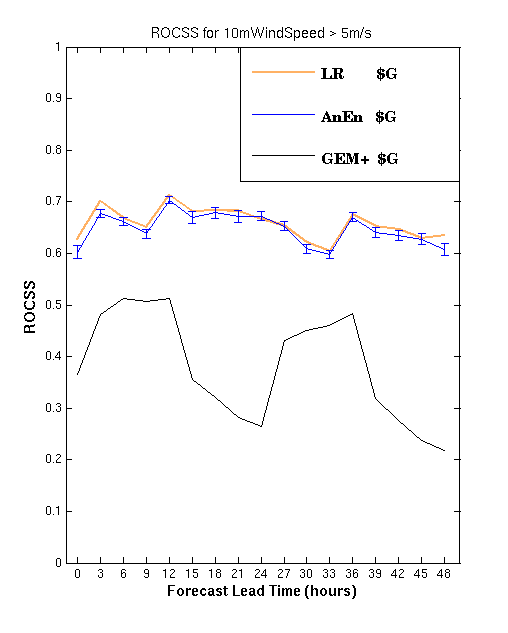 ROCSS for 10mWindSpeed > 5m/s
LR $G
AnEn $G
GEM+ $G
ROCSS
1
0.9
0.8
0.7
0.6
0.5
0.4
0.3
0.2
0.1
0
0 3 6 9 12 15 18 21 24 27 30 33 36 39 42 45 48
Forecast Lead Time (hours)